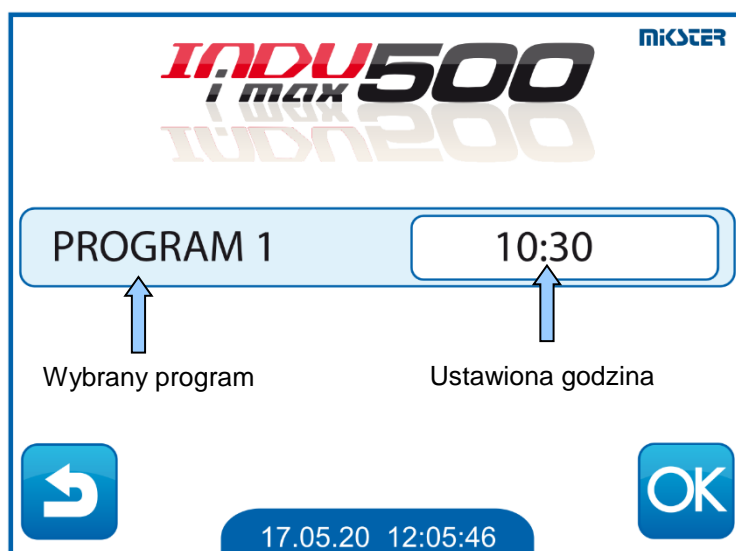 MIKSTER
INDU 500
i max
PROGRAM 1 10:30
Wybrany program Ustawiona godzina
OK
17.05.20 12:05:46